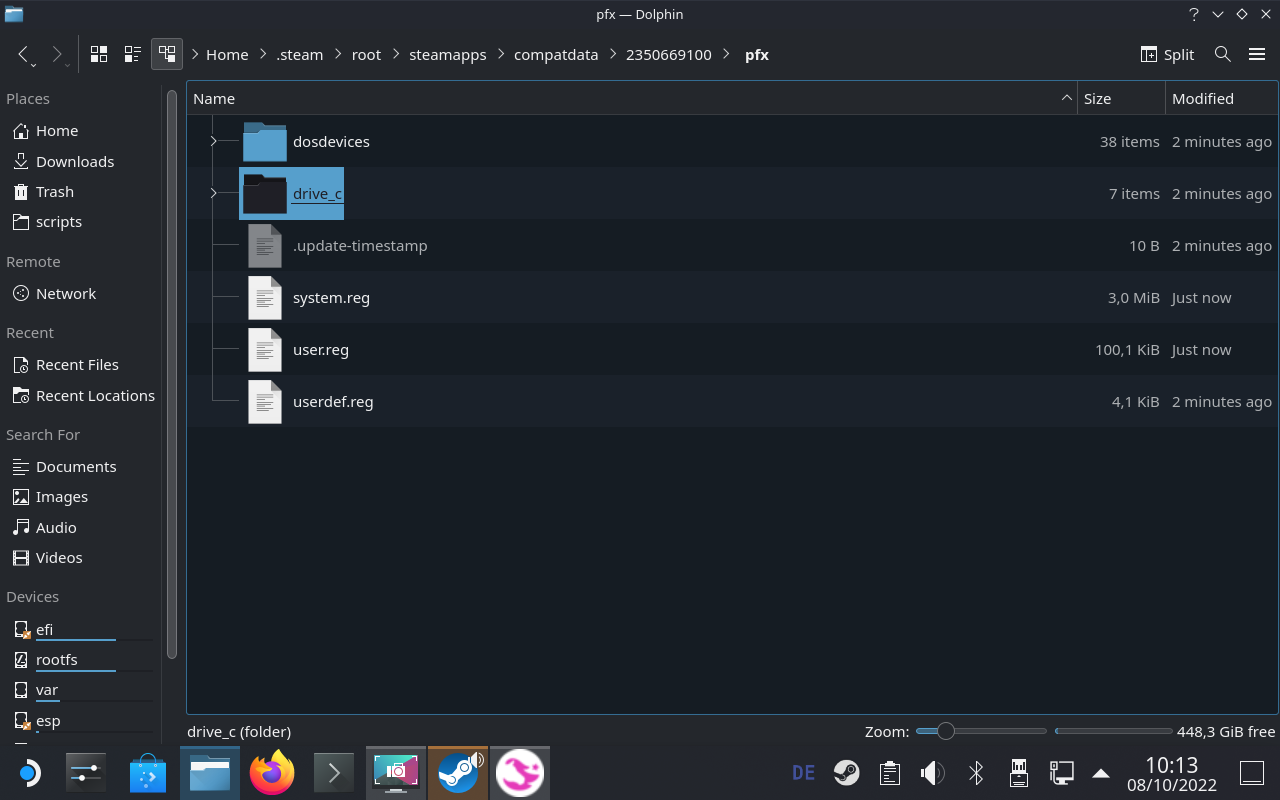 pfx — Dolphin
Home .steam root steamapps compatdata 2350669100 pfx Split
Places
Home
Downloads
Trash
scripts
Remote
Network
Recent
Recent Files
Recent Locations
Search For
Documents
Images
Audio
Videos
Devices
efi
rootfs
var
esp
Name Size Modified
dosdevices 38 items 2 minutes ago
drive_c 7 items 2 minutes ago
.update-timestamp 10 B 2 minutes ago
system.reg 3,0 MiB Just now
user.reg 100,1 KiB Just now
userdef.reg 4,1 KiB 2 minutes ago
drive_c (folder) Zoom: 448,3 GiB free
DE 10:13
08/10/2022